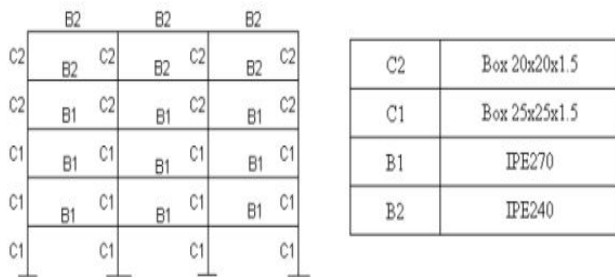 B2 B2 B2
C2 C2 C2 C2
B2 B2 B2
C2 C2 C2 C2
B1 B1 B1
C1 C1 C1 C1
B1 B1 B1
C1 C1 C1 C1
B1 B1 B1
C1 C1 C1 C1
C2 Box 20x20x1.5
C1 Box 25x25x1.5
B1 IPE270
B2 IPE240